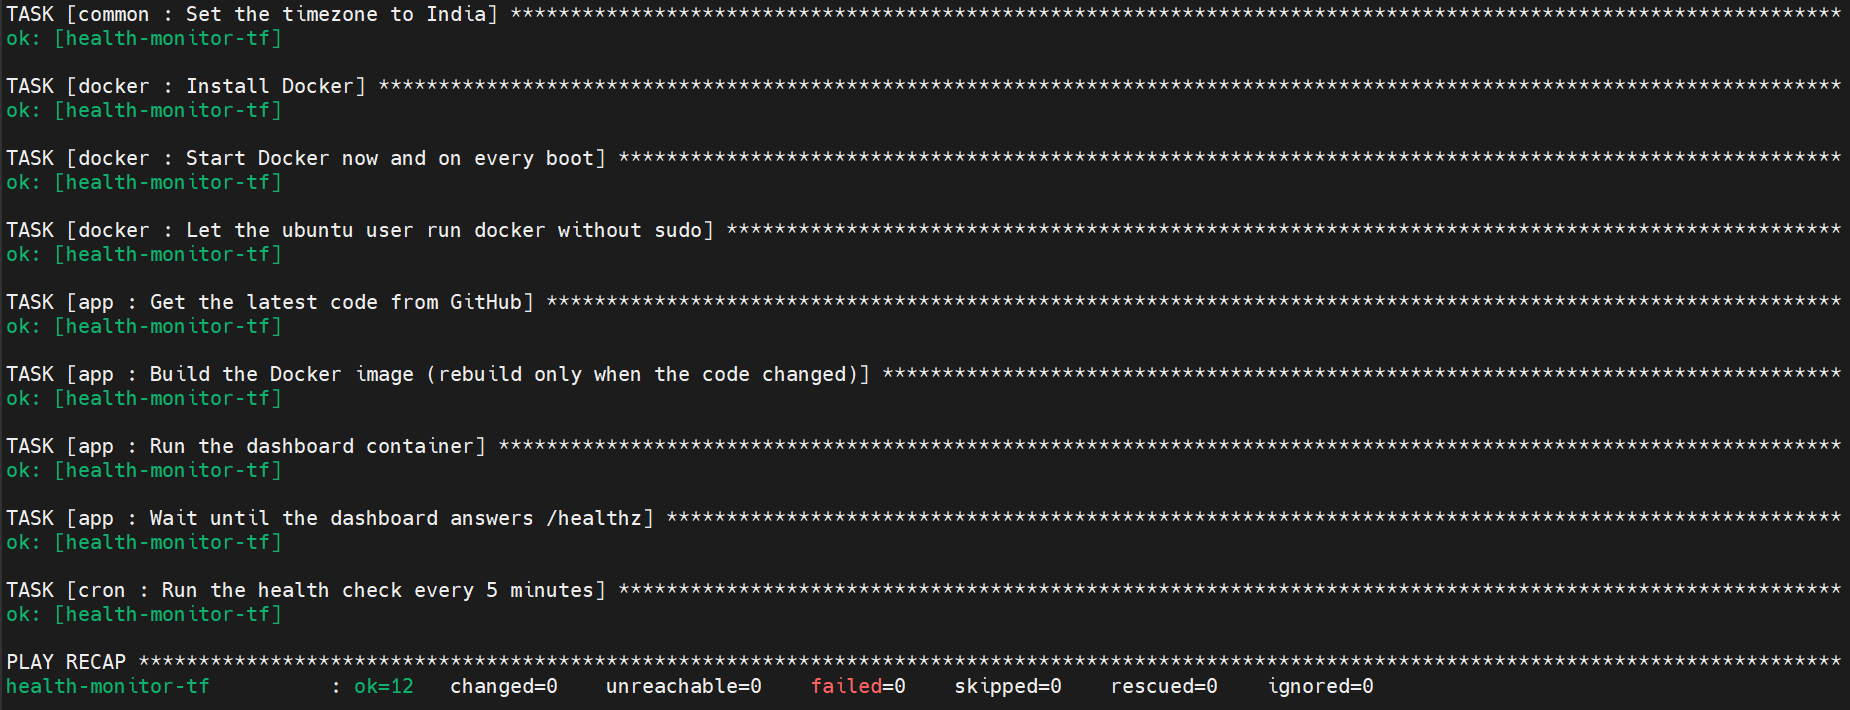 TASK [common : Set the timezone to India] ***************************************************************************************************************
ok: [health-monitor-tf]
TASK [docker : Install Docker] **************************************************************************************************************************
ok: [health-monitor-tf]
TASK [docker : Start Docker now and on every boot] ******************************************************************************************************
ok: [health-monitor-tf]
TASK [docker : Let the ubuntu user run docker without sudo] *********************************************************************************************
ok: [health-monitor-tf]
TASK [app : Get the latest code from GitHub] ************************************************************************************************************
ok: [health-monitor-tf]
TASK [app : Build the Docker image (rebuild only when the code changed)] ********************************************************************************
ok: [health-monitor-tf]
TASK [app : Run the dashboard container] ****************************************************************************************************************
ok: [health-monitor-tf]
TASK [app : Wait until the dashboard answers /healthz] **************************************************************************************************
ok: [health-monitor-tf]
TASK [cron : Run the health check every 5 minutes] ******************************************************************************************************
ok: [health-monitor-tf]
PLAY RECAP **********************************************************************************************************************************************
health-monitor-tf          : ok=12   changed=0    unreachable=0    failed=0    skipped=0    rescued=0    ignored=0